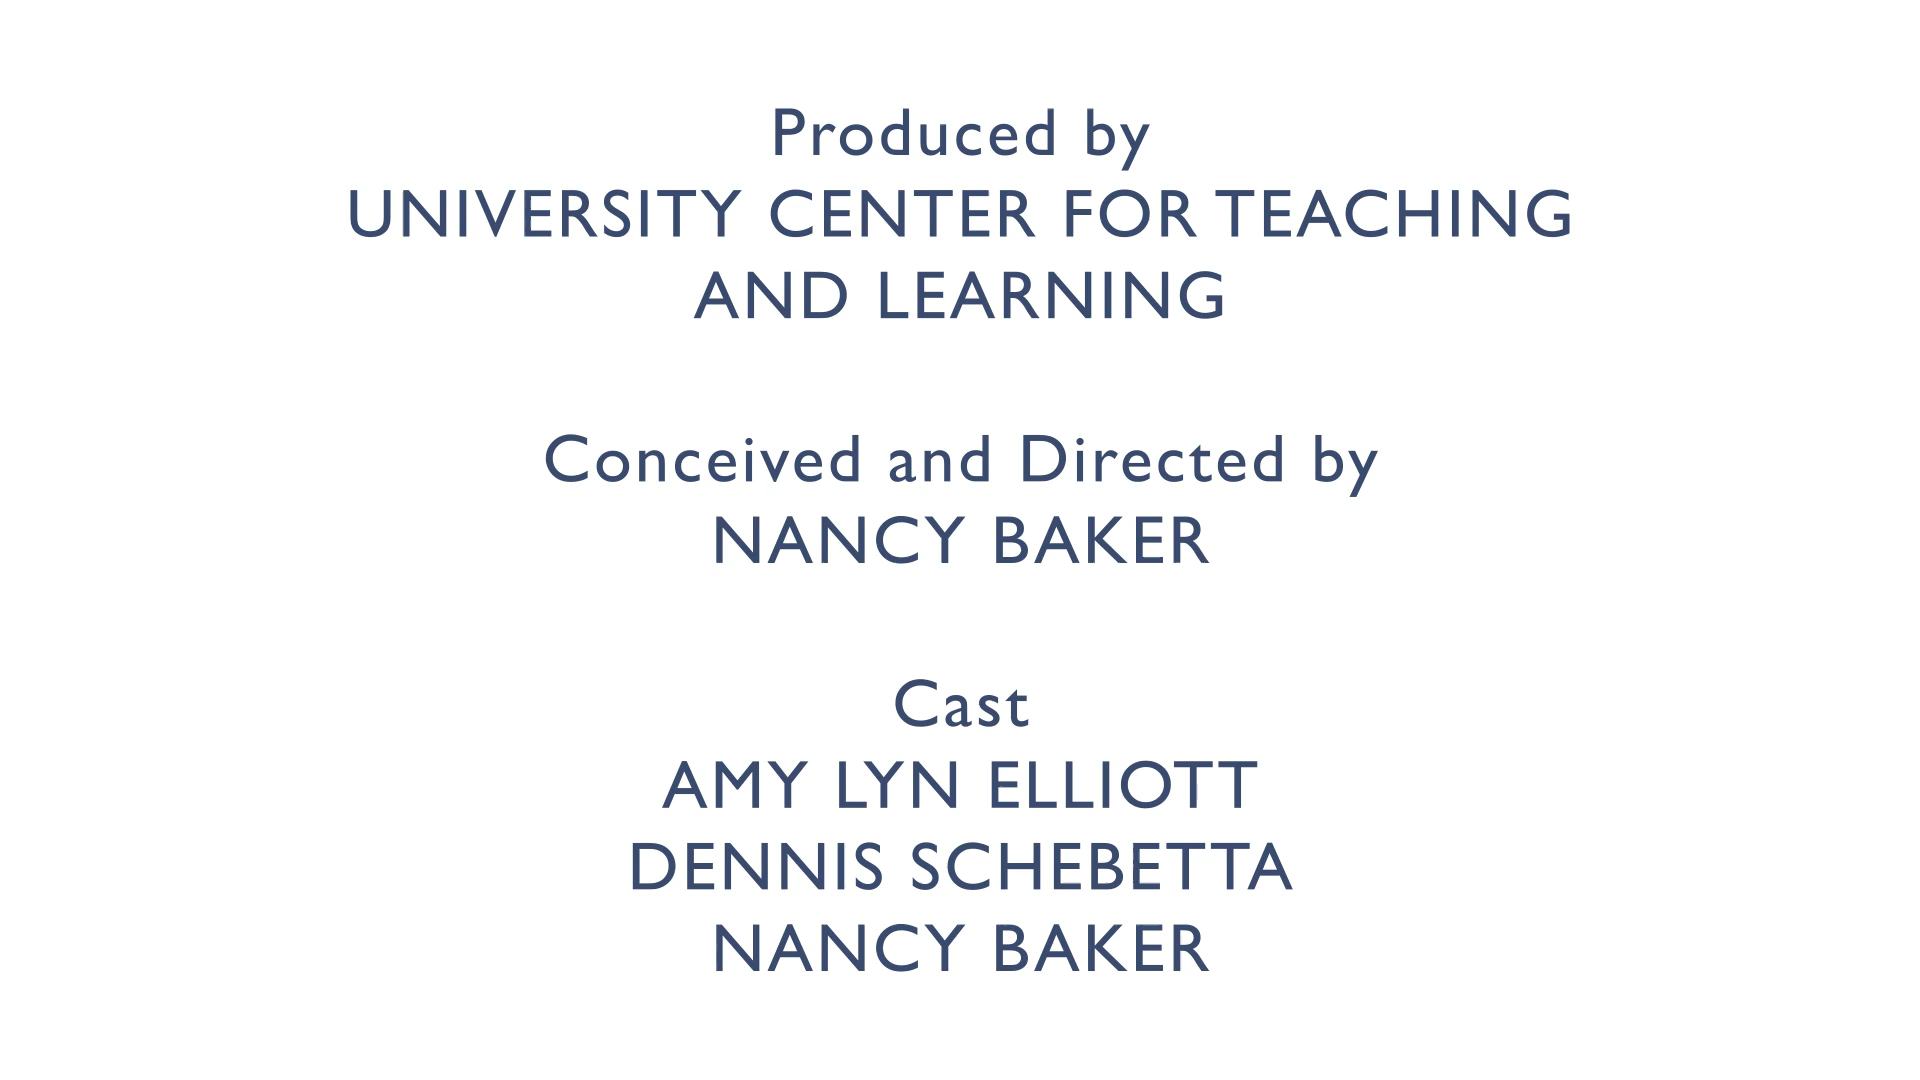 Produced by
UNIVERSITY CENTER FOR TEACHING
AND LEARNING
Conceived and Directed by
NANCY BAKER
Cast
AMY LYN ELLIOTT
DENNIS SCHEBETTA
NANCY BAKER